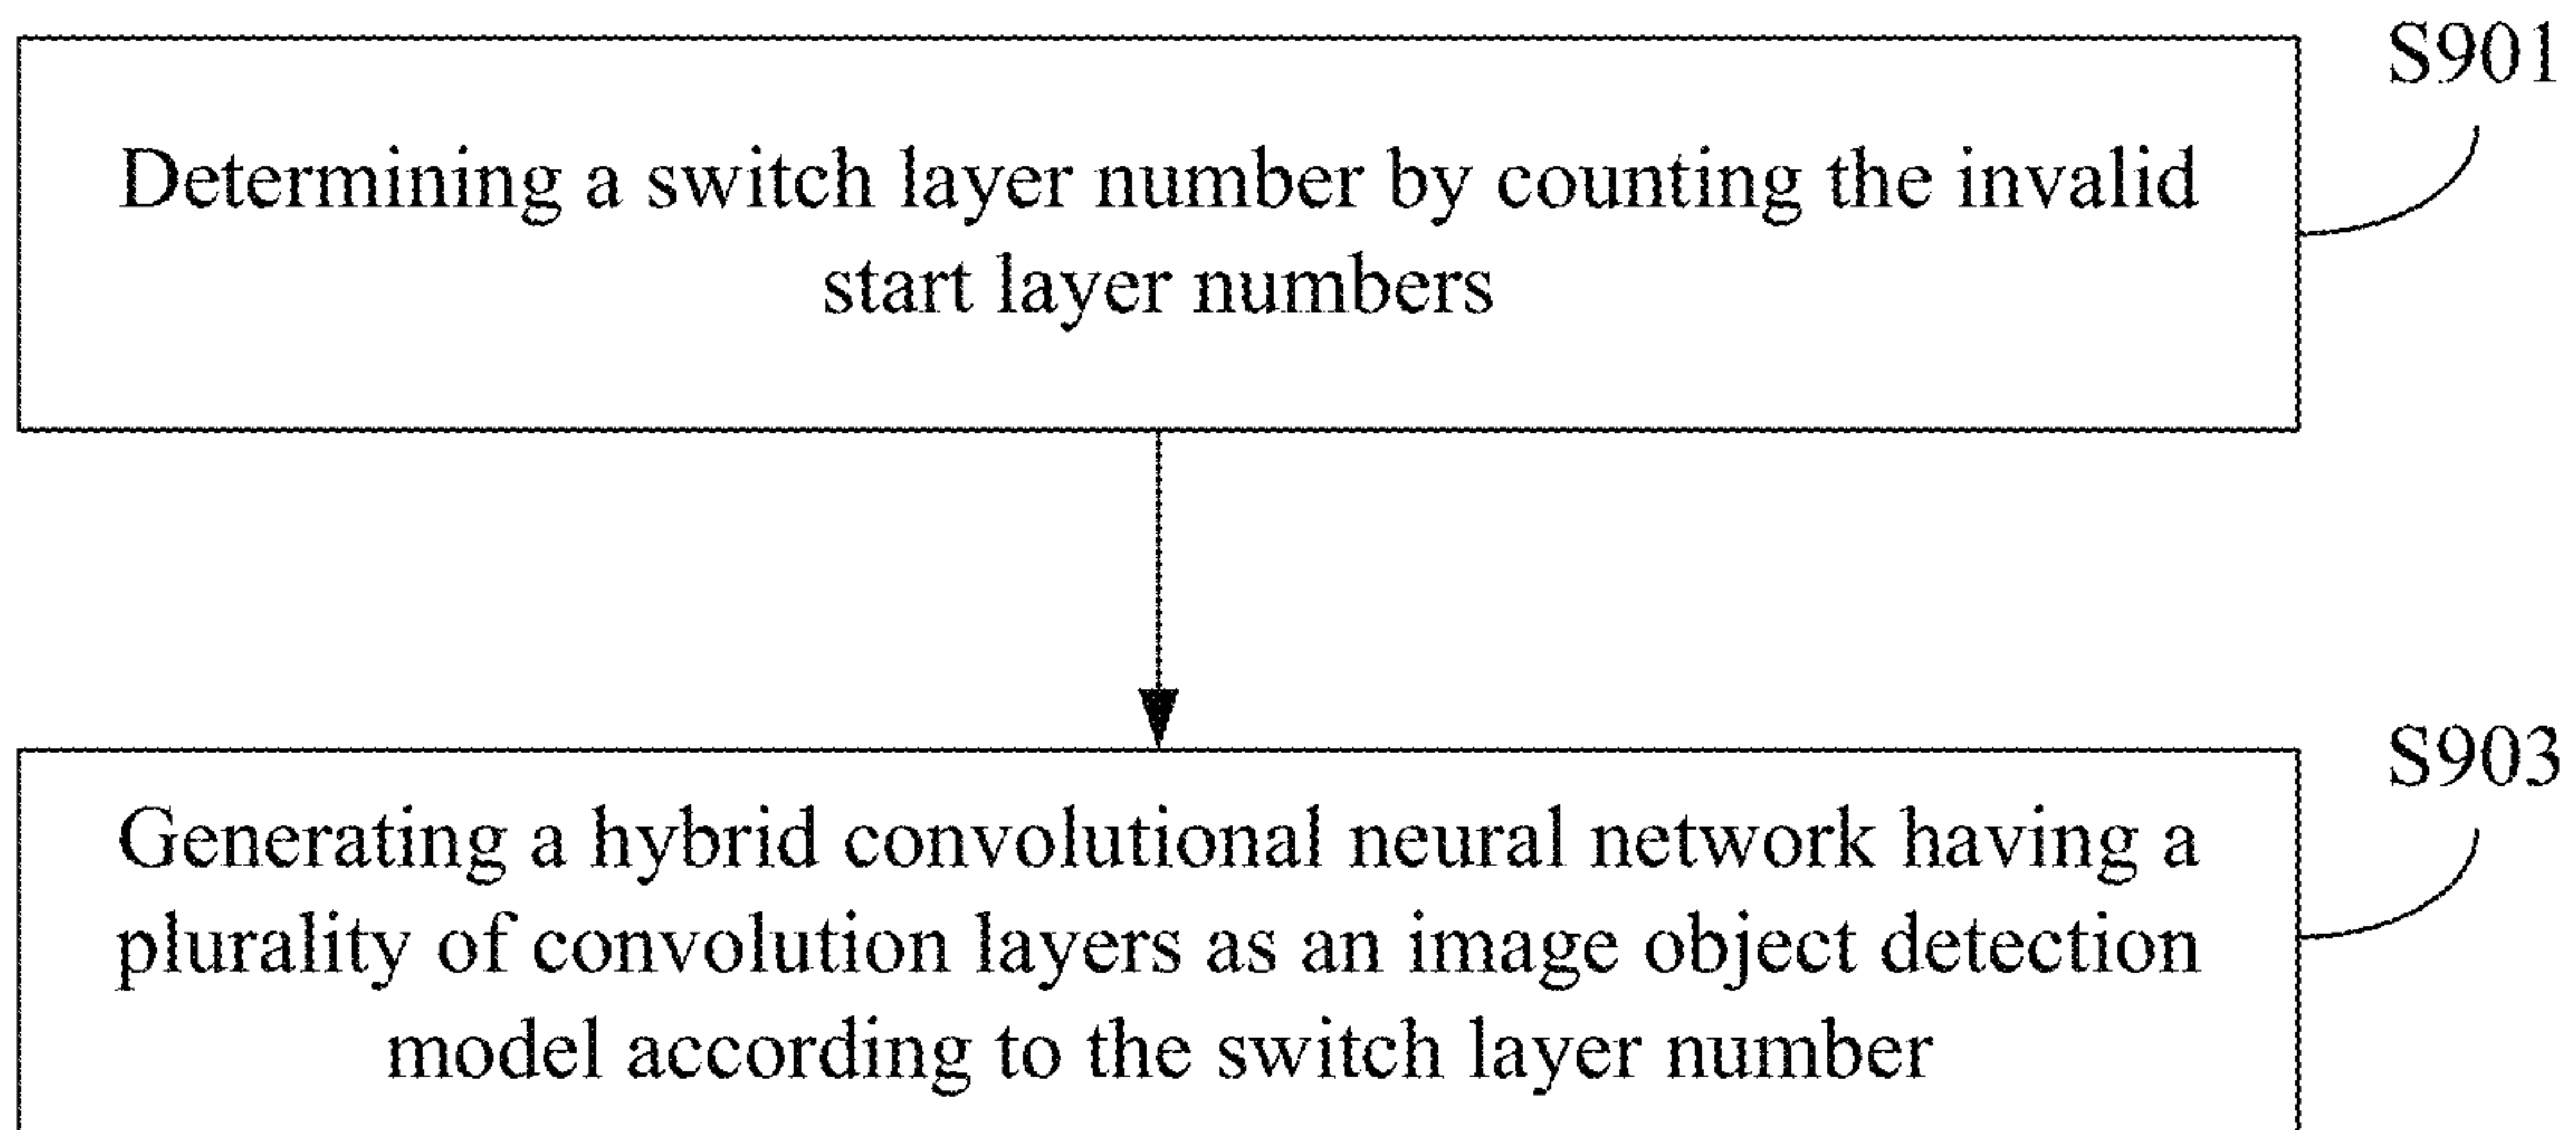 S901
Determining a switch layer number by counting the invalid
start layer numbers
S903
Generating a hybrid convolutional neural network having a
plurality of convolution layers as an image object detection
model according to the switch layer number